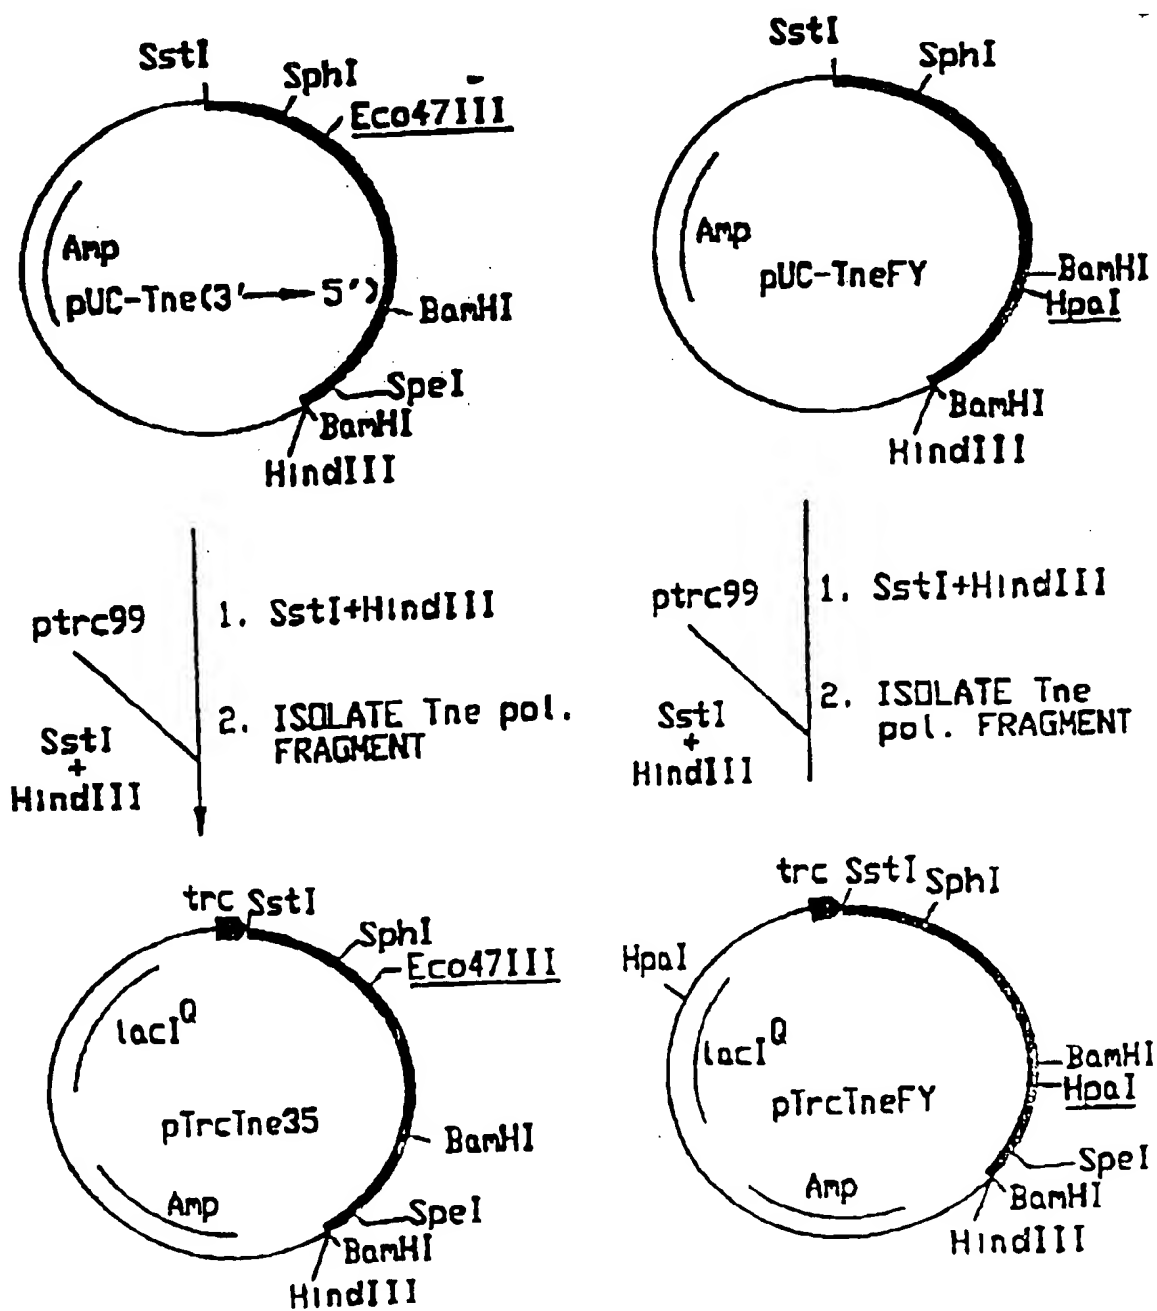 SstI
SphI
Eco47III
Amp
pUC-Tne(3' 5')
BamHI
SpeI
BamHI
HindIII
SstI
SphI
Amp
pUC-TneFY
BamHI
HpaI
BamHI
HindIII
ptrc99
1. SstI+HindIII
2. ISOLATE Tne pol.
FRAGMENT
SstI
+
HindIII
ptrc99
1. SstI+HindIII
2. ISOLATE Tne
pol. FRAGMENT
SstI
+
HindIII
trc SstI
SphI
Eco47III
lacI^Q
pTrcTne35
BamHI
Amp
SpeI
BamHI
HindIII
trc SstI SphI
HpaI
lacI^Q
BamHI
HpaI
pTrcTneFY
SpeI
Amp
BamHI
HindIII